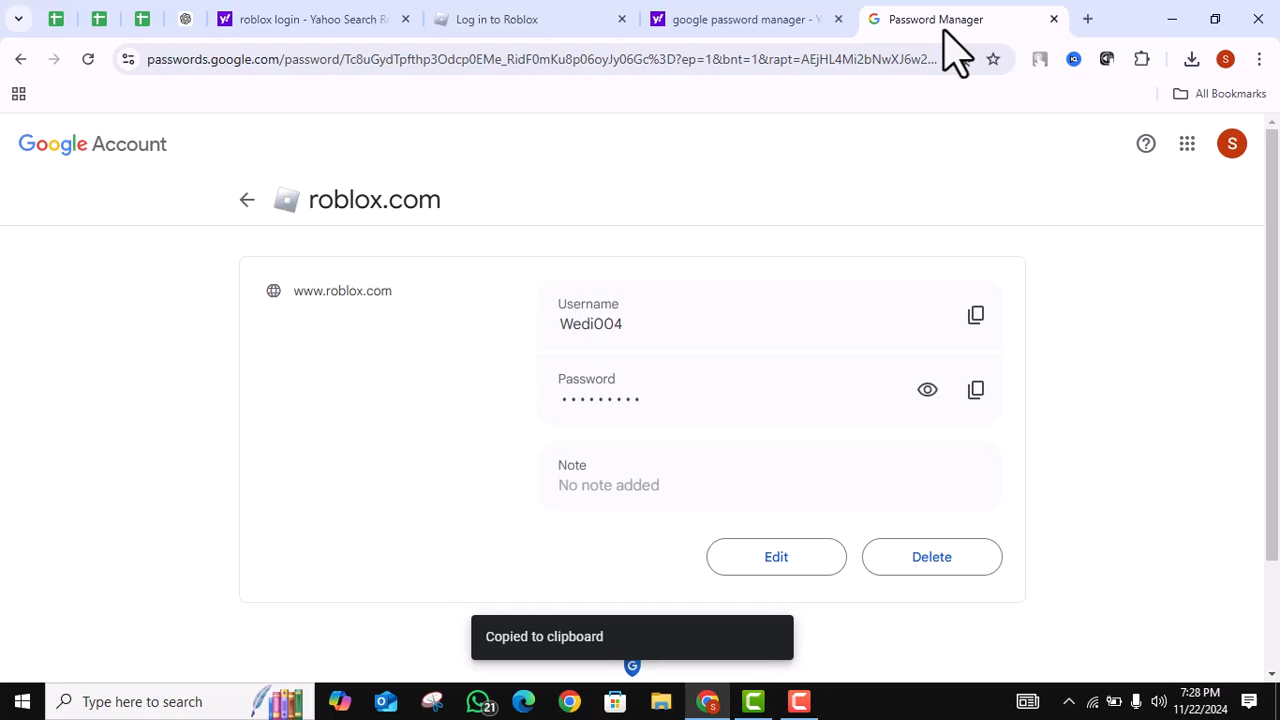 roblox login - Yahoo Search R
Log in to Roblox
google password manager - Y
Password Manager
passwords.google.com/password/Tc8uGydTpfthp3Odcp0EMe_RidF0mKu8p06oyJy06Gc%3D?ep=1&bnt=1&rapt=AEjHL4Mi2bNwXJ6w2...
S
All Bookmarks
Google Account
S
roblox.com
www.roblox.com
Username
Wedi004
Password
•••••••••
Note
No note added
Edit
Delete
Copied to clipboard
G
Type here to search
21
S
7:28 PM
11/22/2024